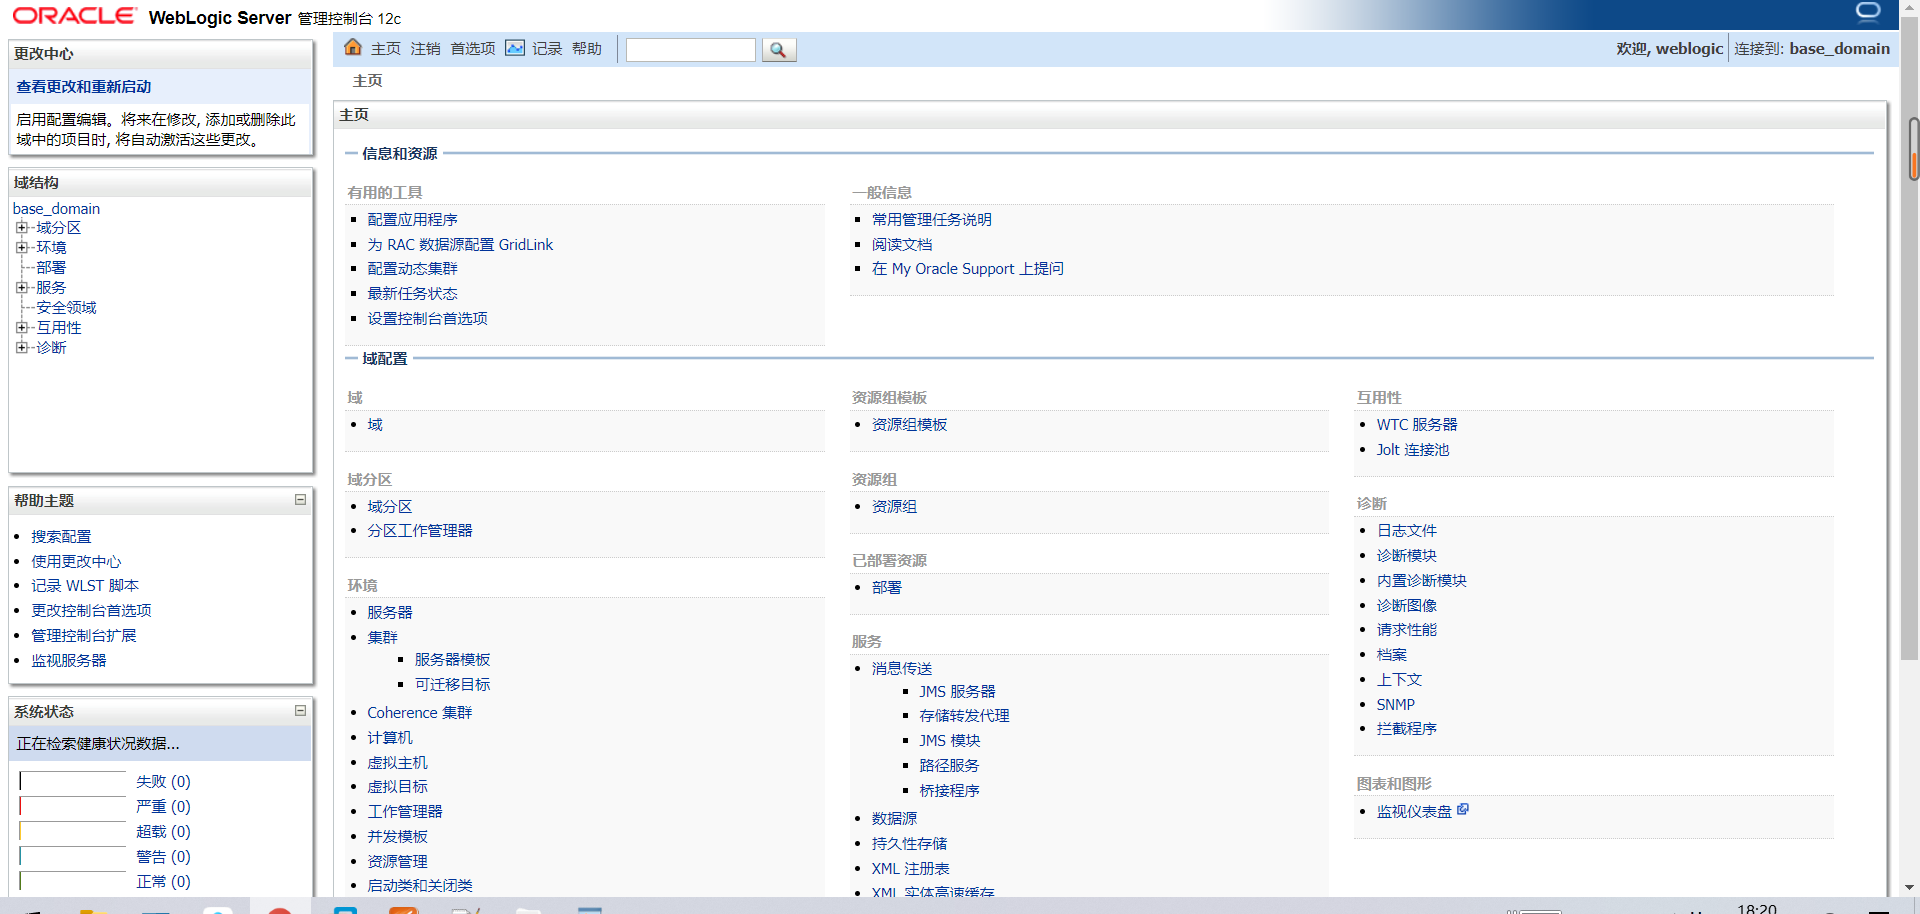 ORACLE WebLogic Server 管理控制台 12c
更改中心
查看更改和重新启动
启用配置编辑。将来在修改, 添加或删除此
域中的项目时, 将自动激活这些更改。
域结构
base_domain
域分区
环境
部署
服务
安全领域
互用性
诊断
帮助主题
搜索配置
使用更改中心
记录 WLST 脚本
更改控制台首选项
管理控制台扩展
监视服务器
系统状态
正在检索健康状况数据...
失败 (0)
严重 (0)
超载 (0)
警告 (0)
正常 (0)
主页 注销 首选项 记录 帮助
欢迎, weblogic 连接到: base_domain
主页
主页
信息和资源
有用的工具
配置应用程序
为 RAC 数据源配置 GridLink
配置动态集群
最新任务状态
设置控制台首选项
一般信息
常用管理任务说明
阅读文档
在 My Oracle Support 上提问
域配置
域
域
域分区
域分区
分区工作管理器
环境
服务器
集群
服务器模板
可迁移目标
Coherence 集群
计算机
虚拟主机
虚拟目标
工作管理器
并发模板
资源管理
启动类和关闭类
资源组模板
资源组模板
资源组
资源组
已部署资源
部署
服务
消息传送
JMS 服务器
存储转发代理
JMS 模块
路径服务
桥接程序
数据源
持久性存储
XML 注册表
XML 实体高速缓存
互用性
WTC 服务器
Jolt 连接池
诊断
日志文件
诊断模块
内置诊断模块
诊断图像
请求性能
档案
上下文
SNMP
拦截程序
图表和图形
监视仪表盘
18:20